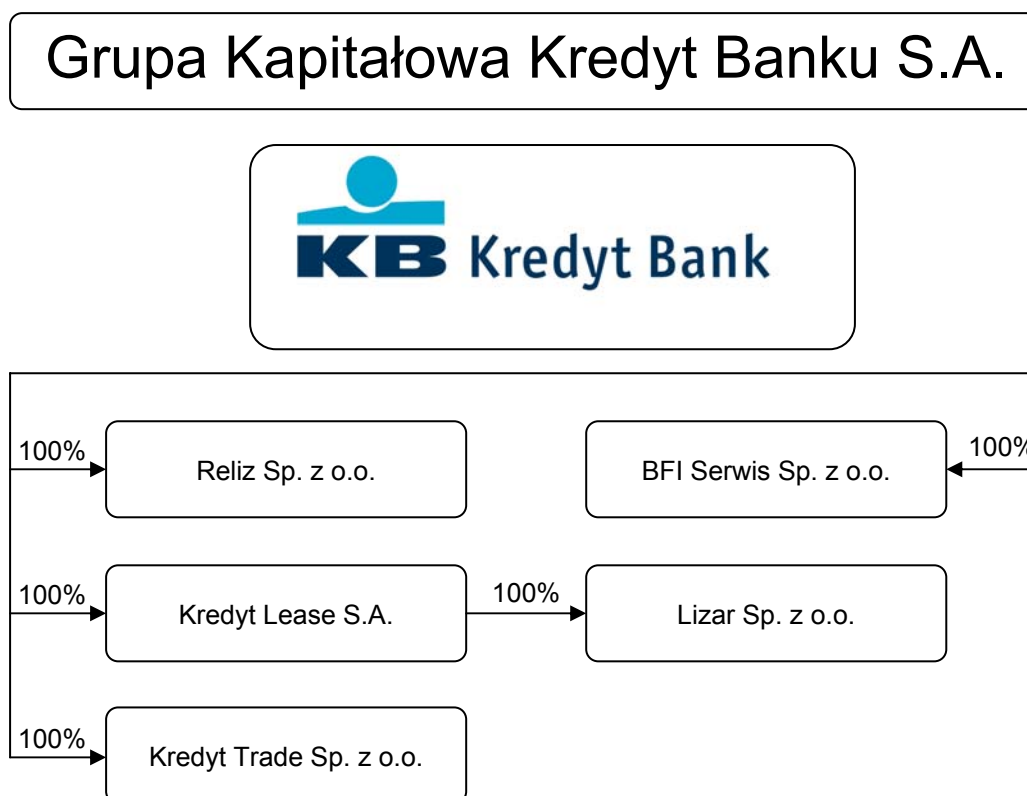 Grupa Kapitałowa Kredyt Banku S.A.
KB Kredyt Bank
100%
Reliz Sp. z o.o.
BFI Serwis Sp. z o.o.
100%
100%
Kredyt Lease S.A.
100%
Lizar Sp. z o.o.
100%
Kredyt Trade Sp. z o.o.